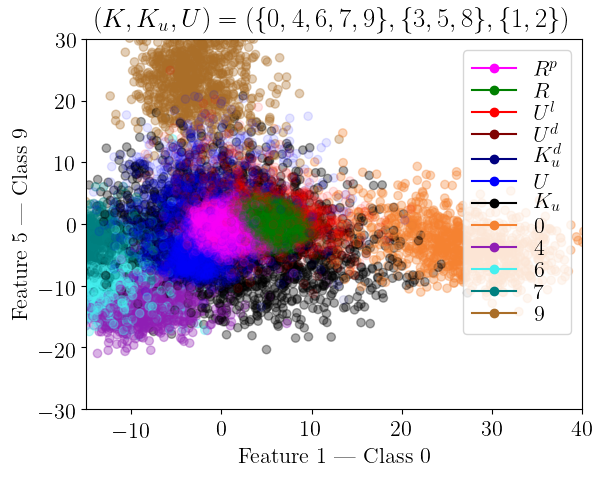 (K, K_u, U) = ({0, 4, 6, 7, 9}, {3, 5, 8}, {1, 2})
30
20
10
0
−10
−20
−30
Feature 5 — Class 9
R^p
R
U^l
U^d
K_u^d
U
K_u
0
4
6
7
9
−10
0
10
20
30
40
Feature 1 — Class 0